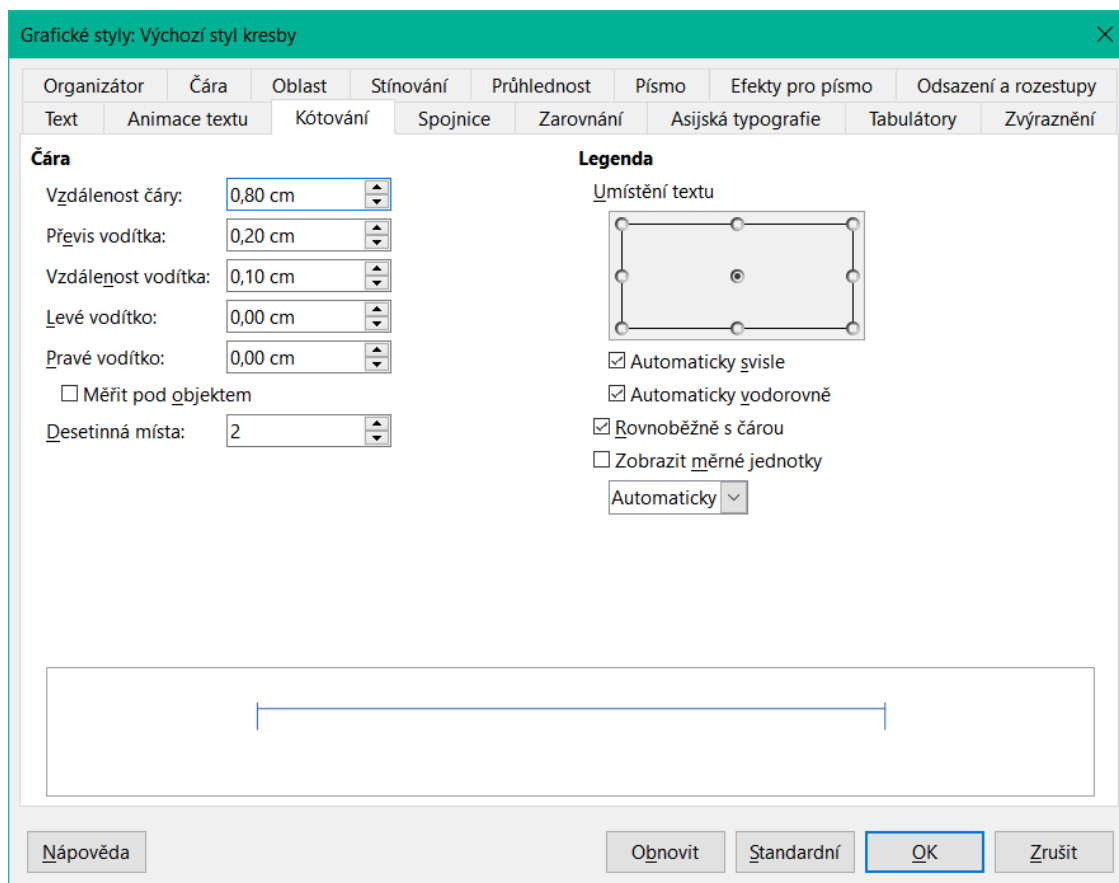 Grafické styly: Výchozí styl kresby
Organizátor Čára Oblast Stínování Průhlednost Písmo Efekty pro písmo Odsazení a rozestupy
Text Animace textu Kótování Spojnice Zarovnání Asijská typografie Tabulátory Zvýraznění
Čára
Vzdálenost čáry: 0,80 cm
Převis vodítka: 0,20 cm
Vzdálenost vodítka: 0,10 cm
Levé vodítko: 0,00 cm
Pravé vodítko: 0,00 cm
Měřit pod objektem
Desetinná místa: 2
Legenda
Umístění textu
Automaticky svisle
Automaticky vodorovně
Rovnoběžně s čárou
Zobrazit měrné jednotky
Automaticky
Nápověda Obnovit Standardní OK Zrušit